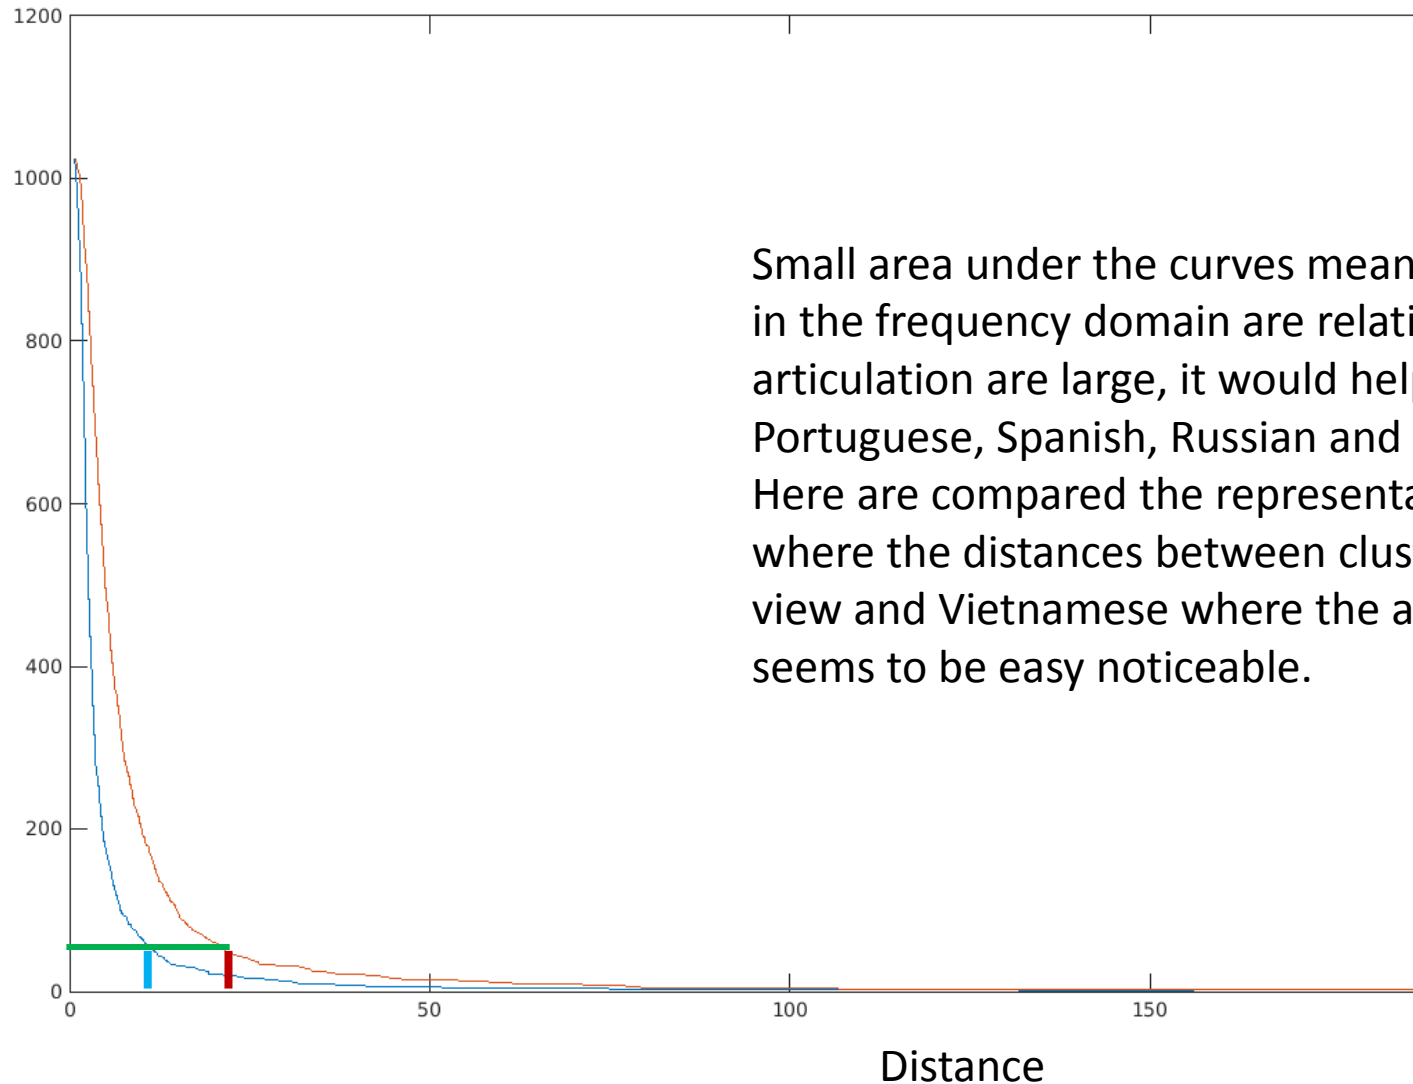 1200
1000
800
600
400
200
0
0 50 100 150
Distance
Small area under the curves mean
in the frequency domain are relati
articulation are large, it would hel
Portuguese, Spanish, Russian and
Here are compared the representa
where the distances between clus
view and Vietnamese where the a
seems to be easy noticeable.